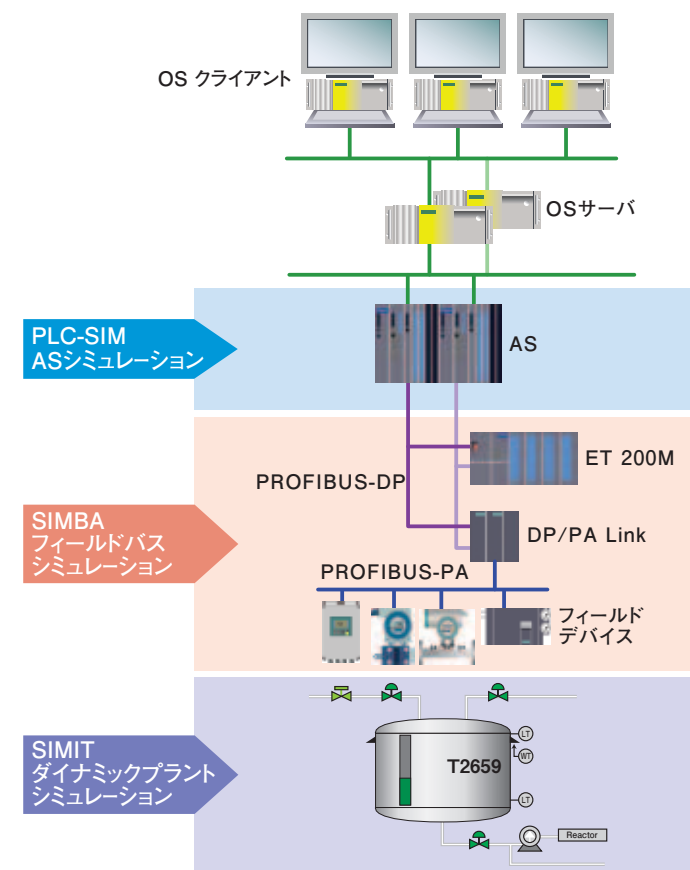 OS クライアント
OSサーバ
PLC-SIM
ASシミュレーション
AS
ET 200M
PROFIBUS-DP
SIMBA
フィールドバス
シミュレーション
DP/PA Link
PROFIBUS-PA
フィールド
デバイス
SIMIT
ダイナミックプラント
シミュレーション
LT
WT
T2659
LT
Reactor